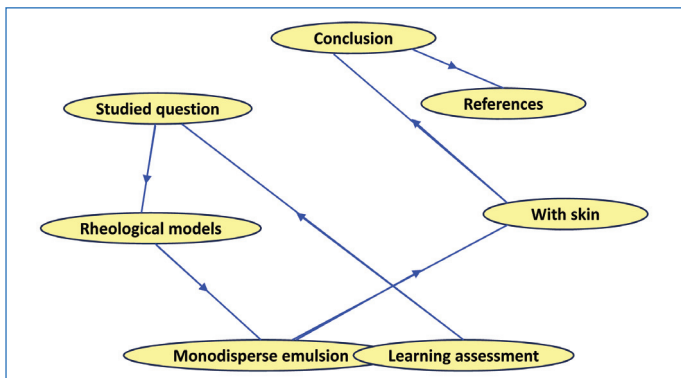 Conclusion
References
Studied question
With skin
Rheological models
Monodisperse emulsion
Learning assessment